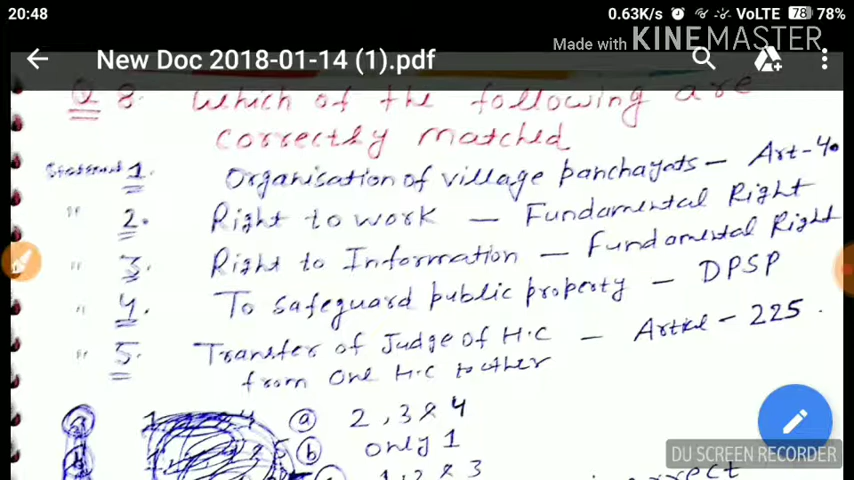 20:48 0.63K/s VoLTE 78 78%
Made with KINEMASTER
New Doc 2018-01-14 (1).pdf
Q 8. Which of the following are
correctly matched
Statement 1. Organisation of village panchayats – Art-40
" 2. Right to work – Fundamental Right
" 3. Right to Information – Fundamental Right
" 4. To safeguard public property – DPSP
" 5. Transfer of Judge of H.C – Article – 225.
from one H.C to other
a 2, 3 & 4
b only 1
1, 2 & 3
incorrect
DU SCREEN RECORDER